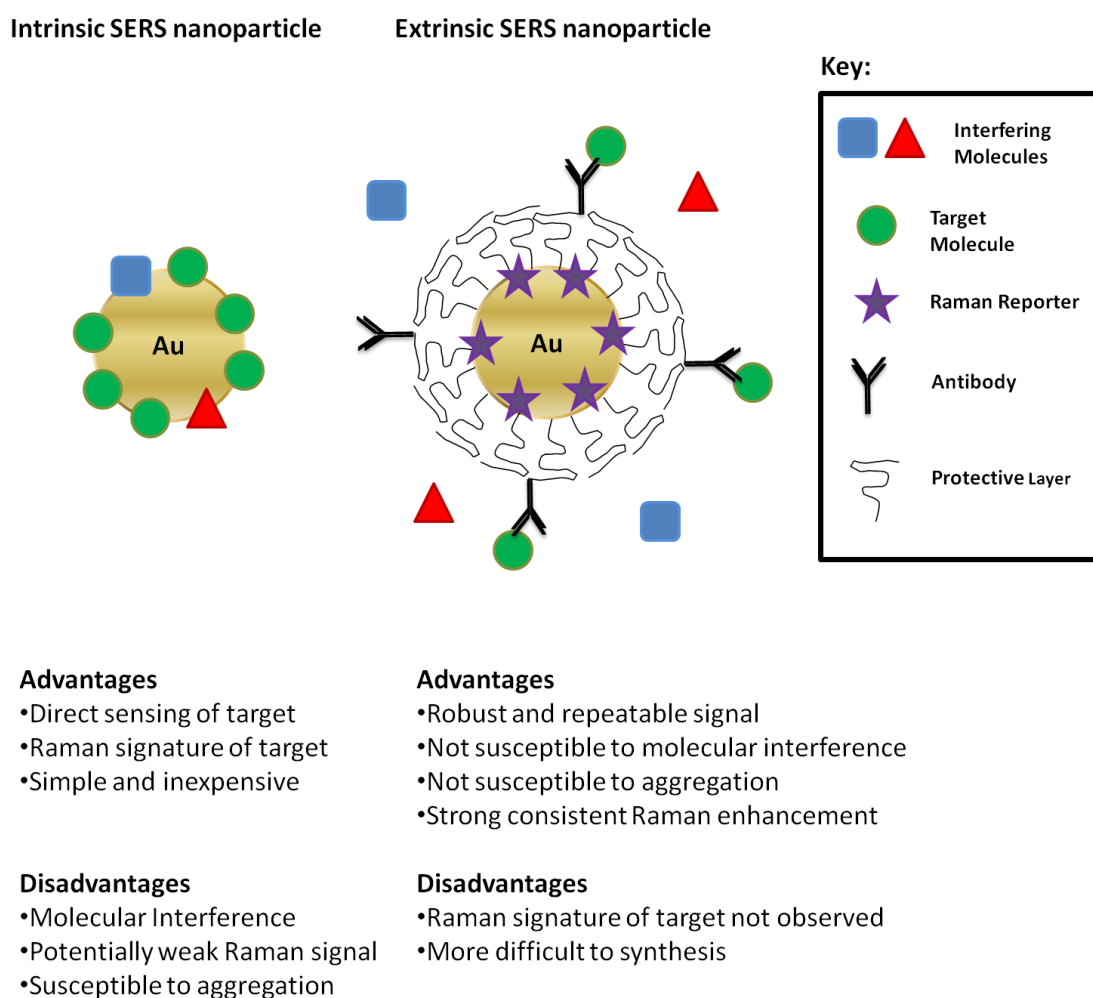 Intrinsic SERS nanoparticle
Extrinsic SERS nanoparticle
Key:
Interfering
Molecules
Target
Molecule
Raman Reporter
Antibody
Protective Layer
Au
Au
Advantages
•Direct sensing of target
•Raman signature of target
•Simple and inexpensive
Disadvantages
•Molecular Interference
•Potentially weak Raman signal
•Susceptible to aggregation
Advantages
•Robust and repeatable signal
•Not susceptible to molecular interference
•Not susceptible to aggregation
•Strong consistent Raman enhancement
Disadvantages
•Raman signature of target not observed
•More difficult to synthesis